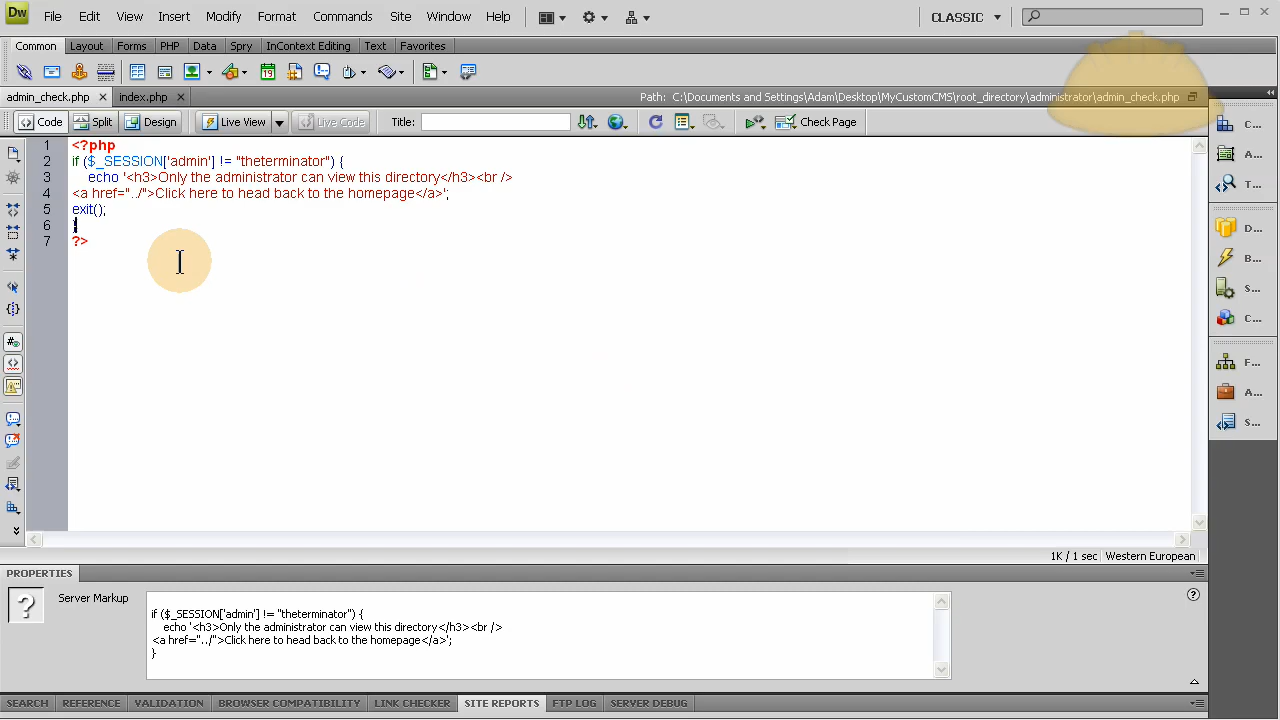 Dw File Edit View Insert Modify Format Commands Site Window Help CLASSIC
Common Layout Forms PHP Data Spry InContext Editing Text Favorites
admin_check.php index.php Path: C:\Documents and Settings\Adam\Desktop\MyCustomCMS\root_directory\administrator\admin_check.php
Code Split Design Live View Live Code Title: Check Page
1 <?php
2 if ($_SESSION['admin'] != "theterminator") {
3 echo '<h3>Only the administrator can view this directory</h3><br />
4 <a href="../">Click here to head back to the homepage</a>';
5 exit();
6 }
7 ?>
C...
A...
T...
D...
B...
S...
C...
F...
A...
S...
1K / 1 sec Western European
PROPERTIES
Server Markup
if ($_SESSION['admin'] != "theterminator") {
echo '<h3>Only the administrator can view this directory</h3><br />
<a href="../">Click here to head back to the homepage</a>';
}
SEARCH REFERENCE VALIDATION BROWSER COMPATIBILITY LINK CHECKER SITE REPORTS FTP LOG SERVER DEBUG